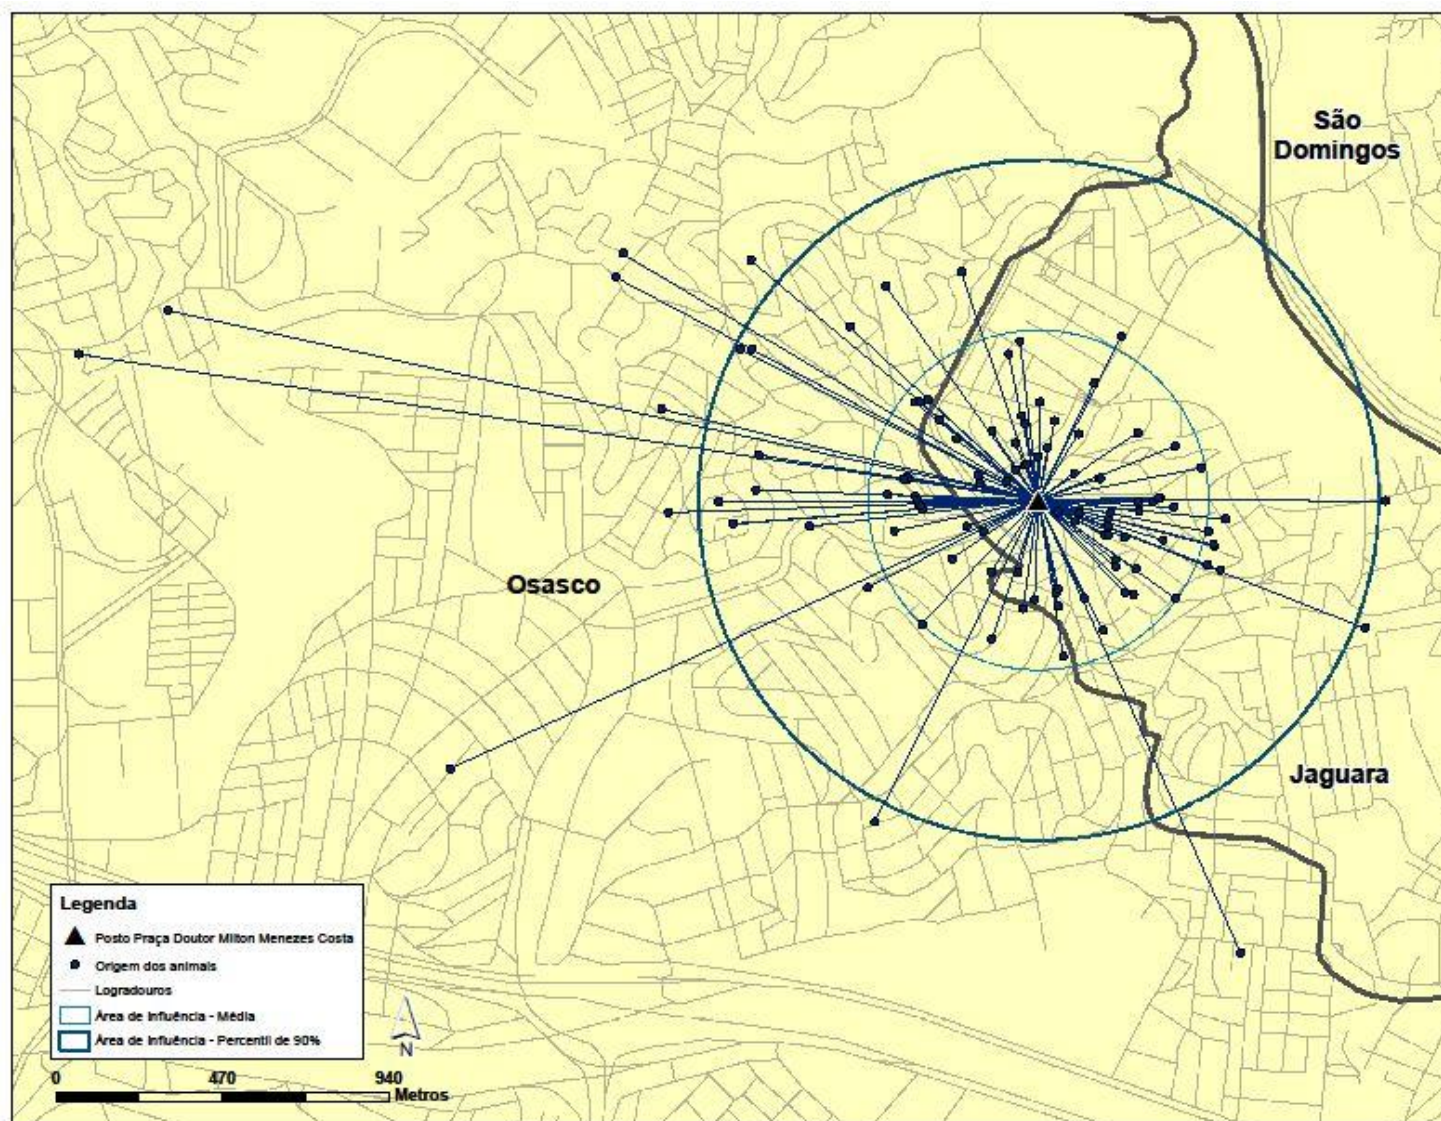 São
Domingos
Osasco
Jaguara
Legenda
Posto Praça Doutor Milton Menezes Costa
Origem dos animais
Logradouros
Área de Influência - Média
Área de Influência - Percentil de 90%
N
0 470 940
Metros